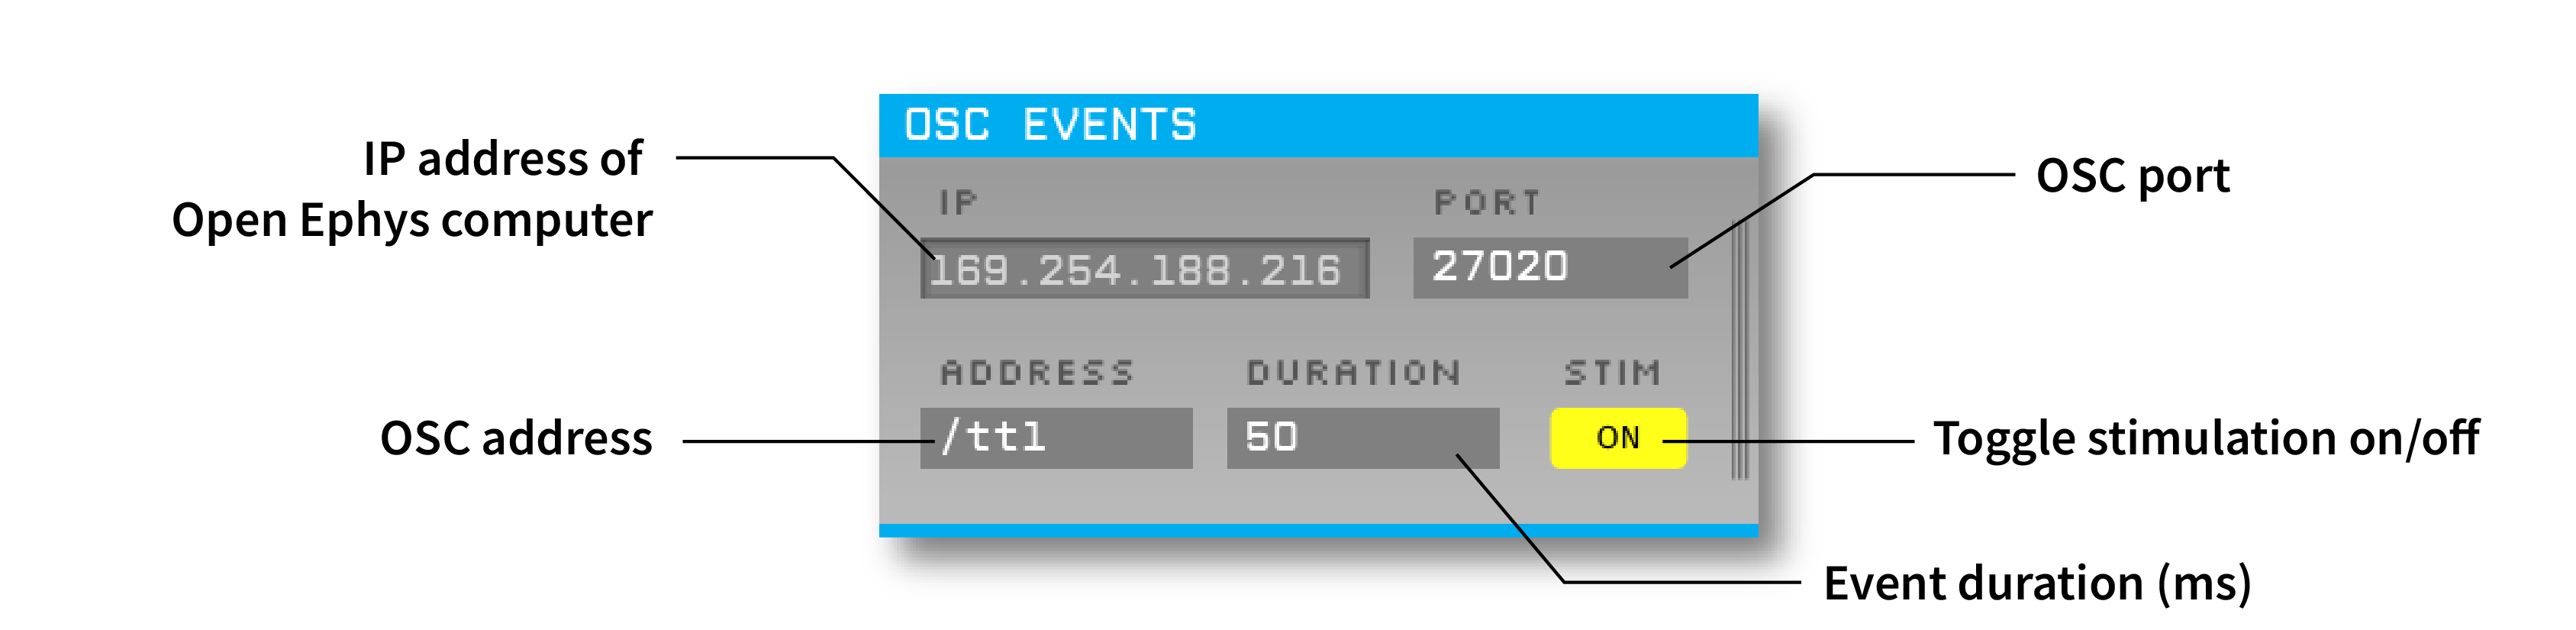 OSC EVENTS
IP address of
Open Ephys computer
OSC port
IP
PORT
169.254.188.216
27020
ADDRESS
DURATION
STIM
OSC address
/ttl
50
ON
Toggle stimulation on/off
Event duration (ms)